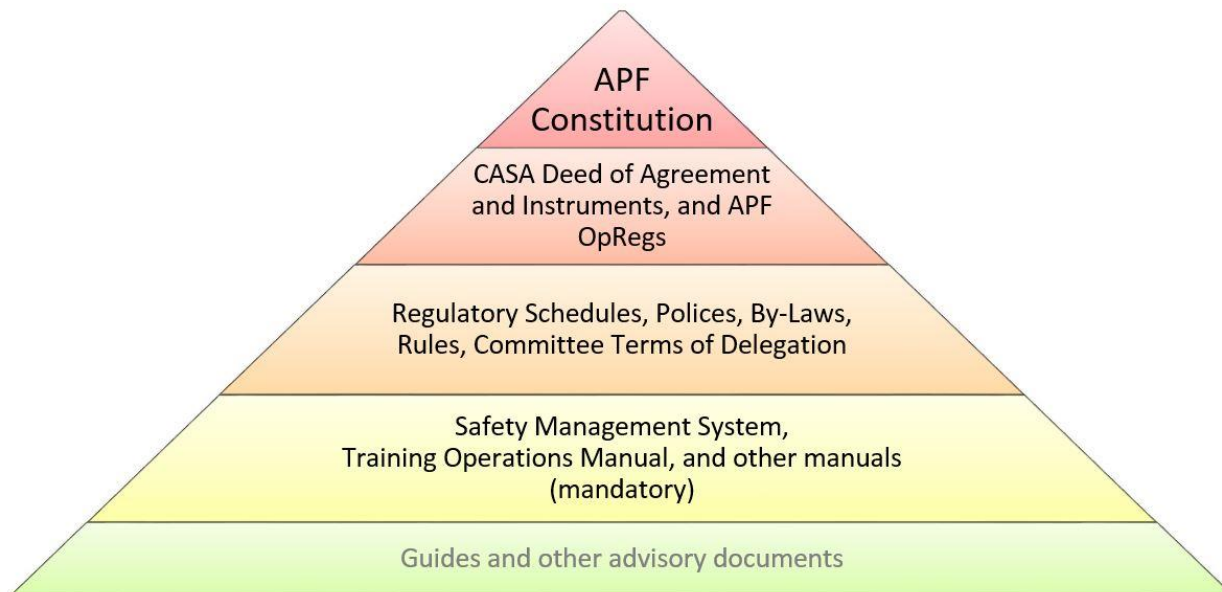 APF
Constitution
CASA Deed of Agreement
and Instruments, and APF
OpRegs
Regulatory Schedules, Polices, By-Laws,
Rules, Committee Terms of Delegation
Safety Management System,
Training Operations Manual, and other manuals
(mandatory)
Guides and other advisory documents